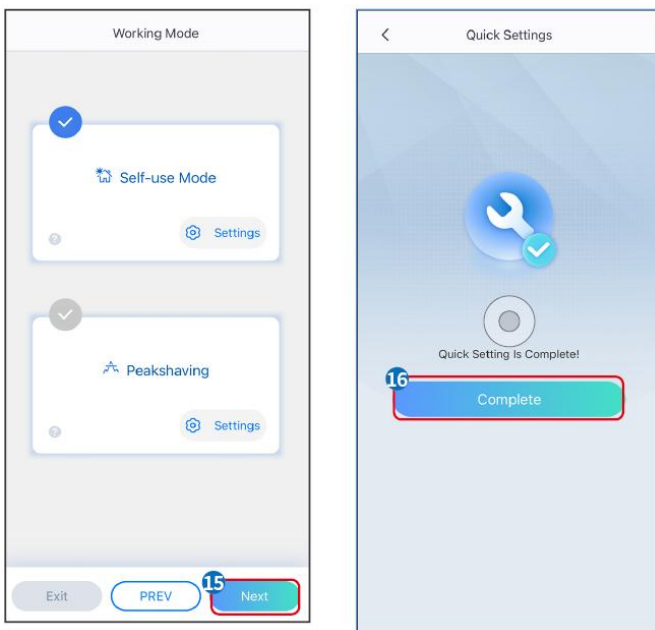 Working Mode
Self-use Mode
Settings
Peakshaving
Settings
Exit
PREV
15
Next
Quick Settings
Quick Setting Is Complete!
16
Complete